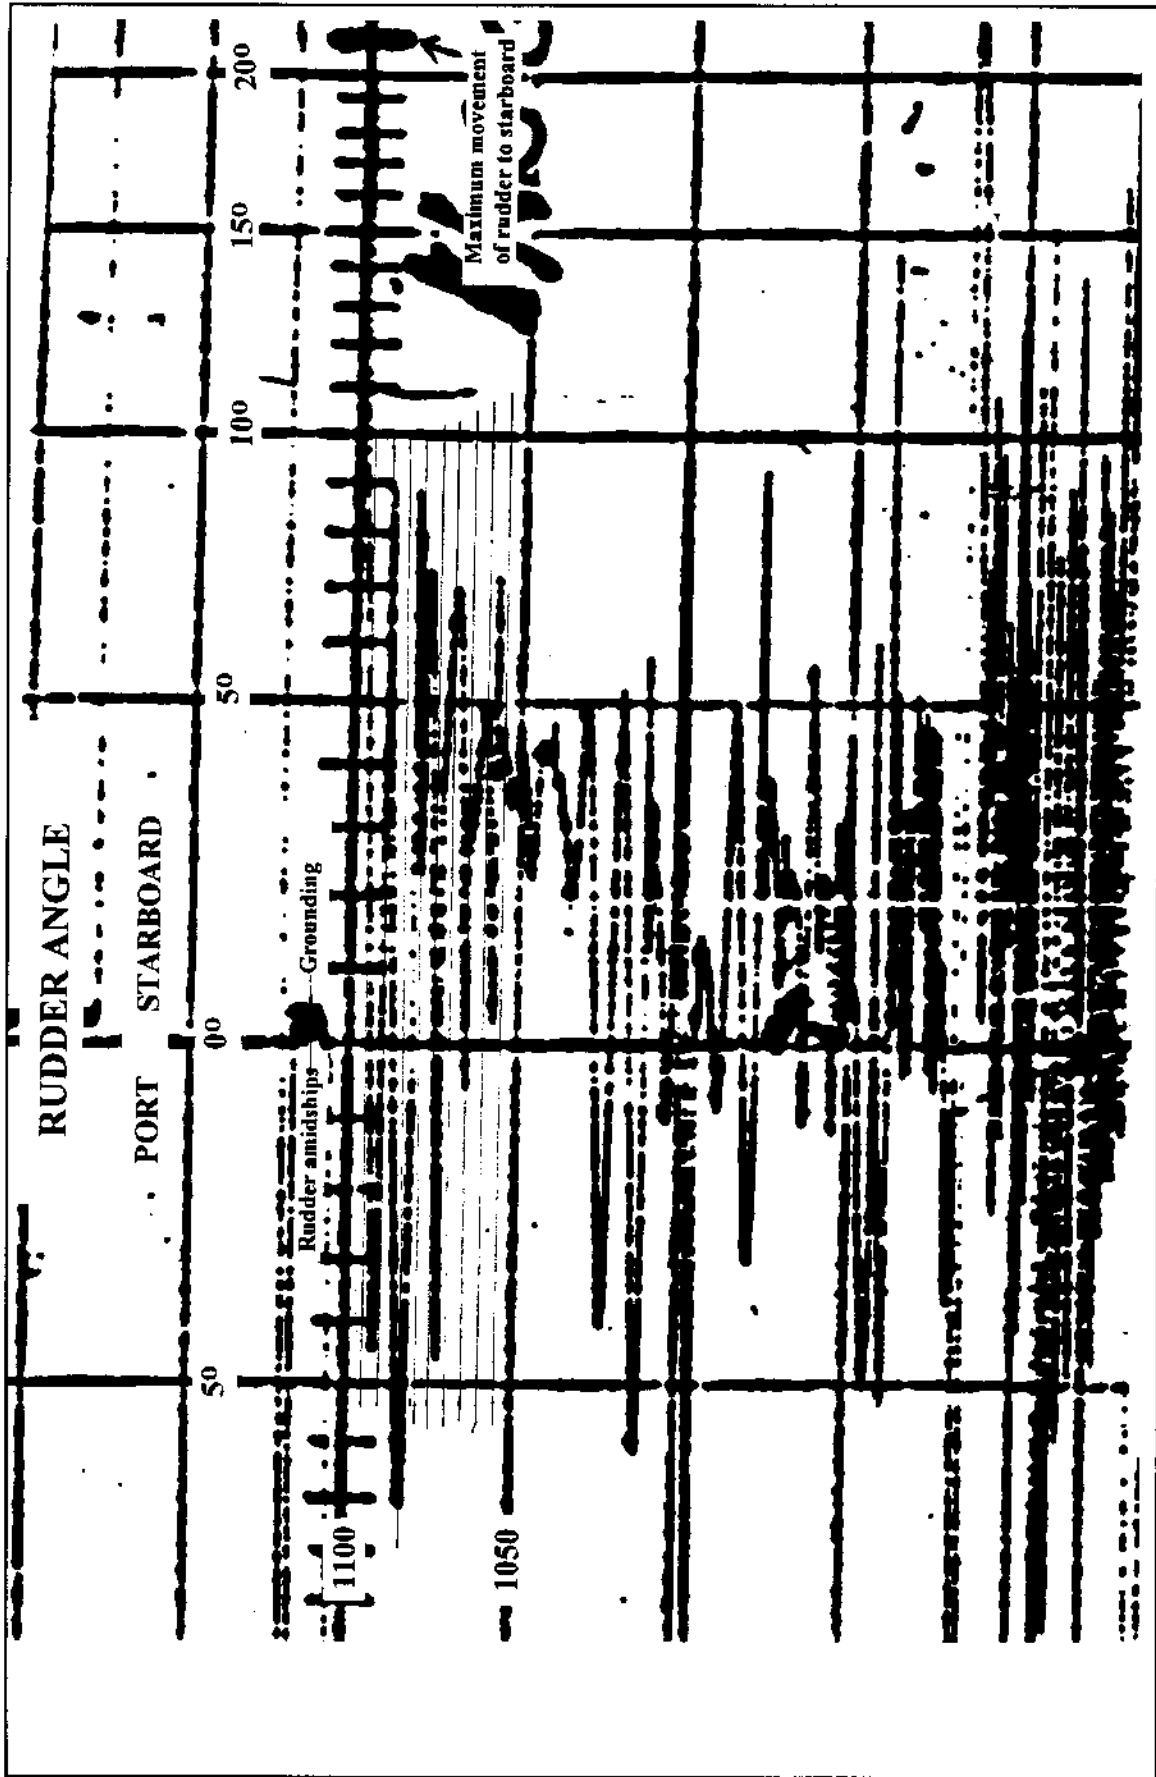 RUDDER ANGLE
PORT STARBOARD
5⁰ 0⁰ 5⁰ 10⁰ 15⁰ 20⁰
Rudder amidships
Grounding
1100
Maximum movement
of rudder to starboard
1050